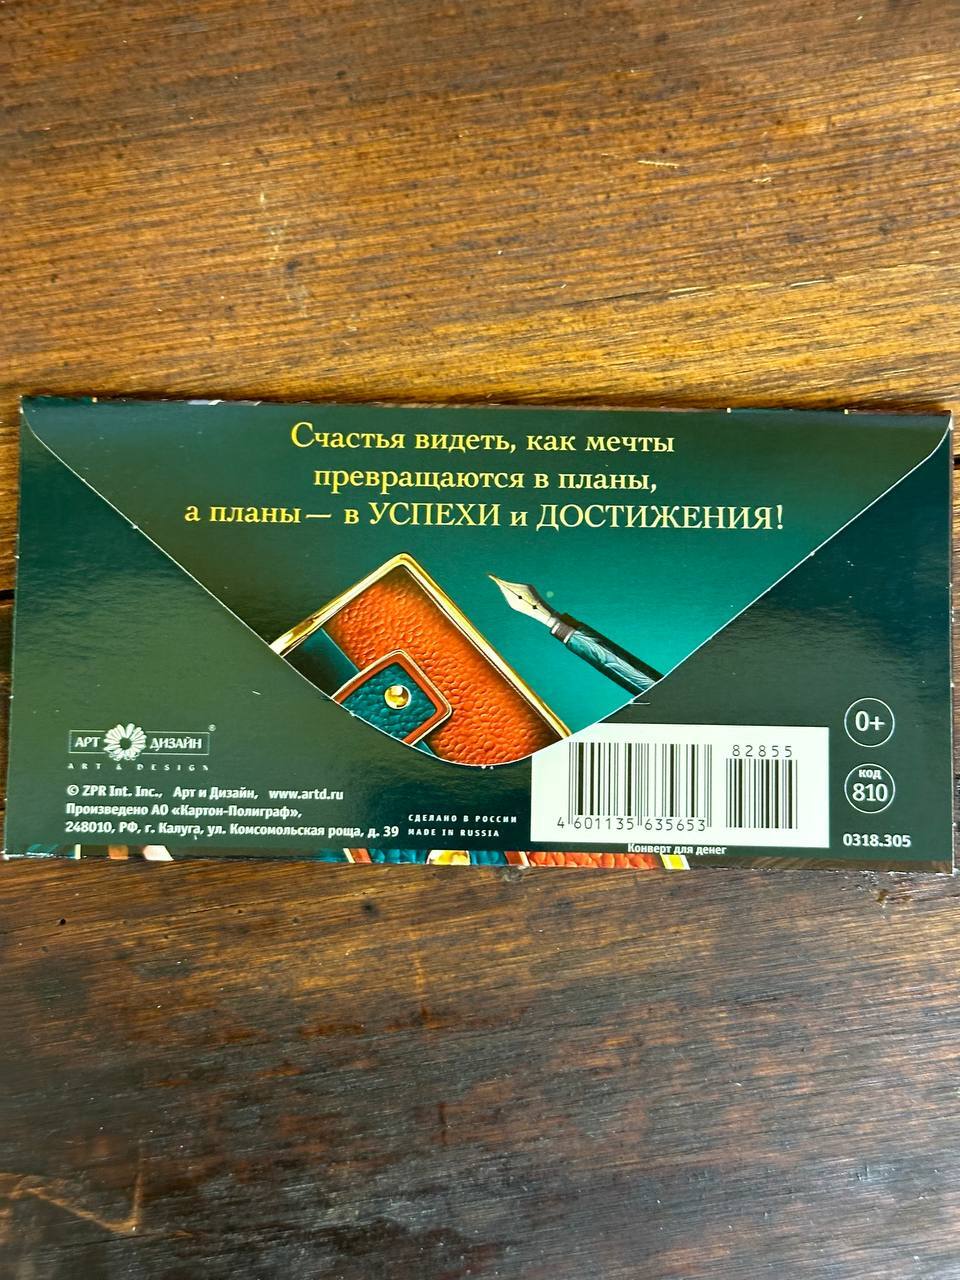 Счастья видеть, как мечты
превращаются в планы,
а планы — в УСПЕХИ и ДОСТИЖЕНИЯ!
АРТ ДИЗАЙН®
ART & DESIGN
© ZPR Int. Inc., Арт и Дизайн, www.artd.ru
Произведено АО «Картон-Полиграф»,
248010, РФ, г. Калуга, ул. Комсомольская роща, д. 39
СДЕЛАНО В РОССИИ
MADE IN RUSSIA
82855
4 601135 635653
Конверт для денег
0+
код
810
0318.305